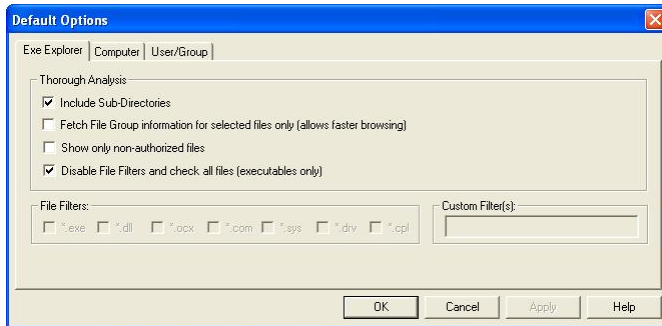 Default Options
Exe Explorer Computer User/Group
Thorough Analysis
Include Sub-Directories
Fetch File Group information for selected files only (allows faster browsing)
Show only non-authorized files
Disable File Filters and check all files (executables only)
File Filters: Custom Filter(s):
*.exe *.dll *.ocx *.com *.sys *.drv *.cpl
OK Cancel Apply Help